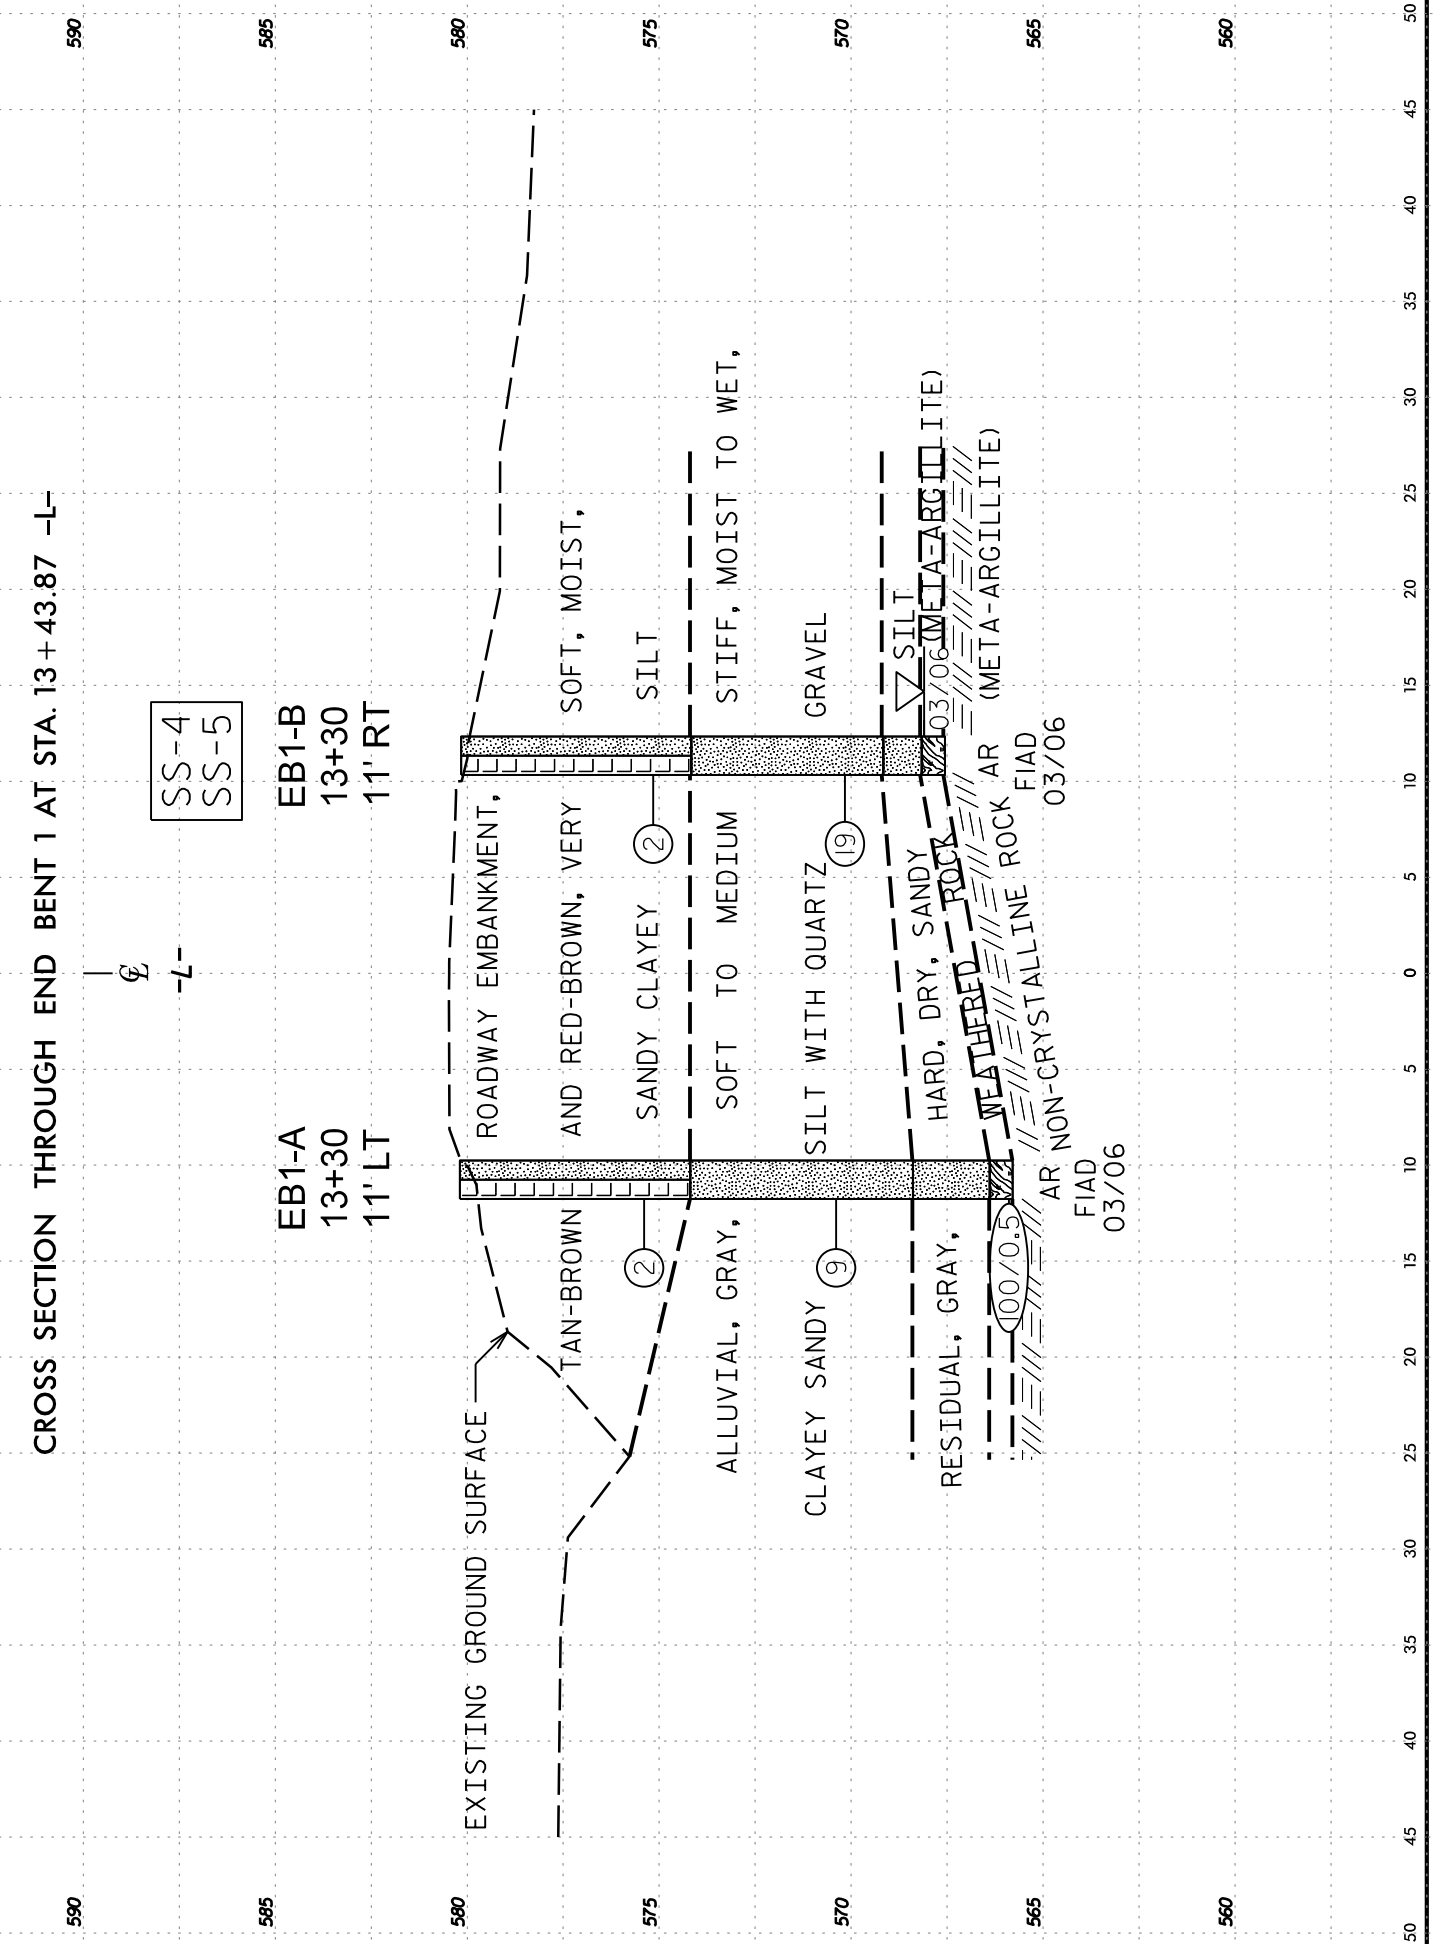 CROSS SECTION THROUGH END BENT 1 AT STA. 13+43.87 -L-
SS-4
SS-5
℄
-L-
EB1-A
13+30
11' LT
EB1-B
13+30
11' RT
590
590
585
585
580
580
575
575
570
570
565
565
560
560
EXISTING GROUND SURFACE
ROADWAY EMBANKMENT,
TAN-BROWN AND RED-BROWN, VERY SOFT, MOIST,
SANDY CLAYEY SILT
2
2
ALLUVIAL, GRAY, SOFT TO MEDIUM STIFF, MOIST TO WET,
CLAYEY SANDY SILT WITH QUARTZ GRAVEL
9
19
RESIDUAL, GRAY, HARD, DRY, SANDY SILT
03/06
WEATHERED ROCK (META-ARGILLITE)
100/0.5
NON-CRYSTALLINE ROCK (META-ARGILLITE)
AR
FIAD
03/06
AR
FIAD
03/06
50 45 40 35 30 25 20 15 10 5 0 5 10 15 20 25 30 35 40 45 50